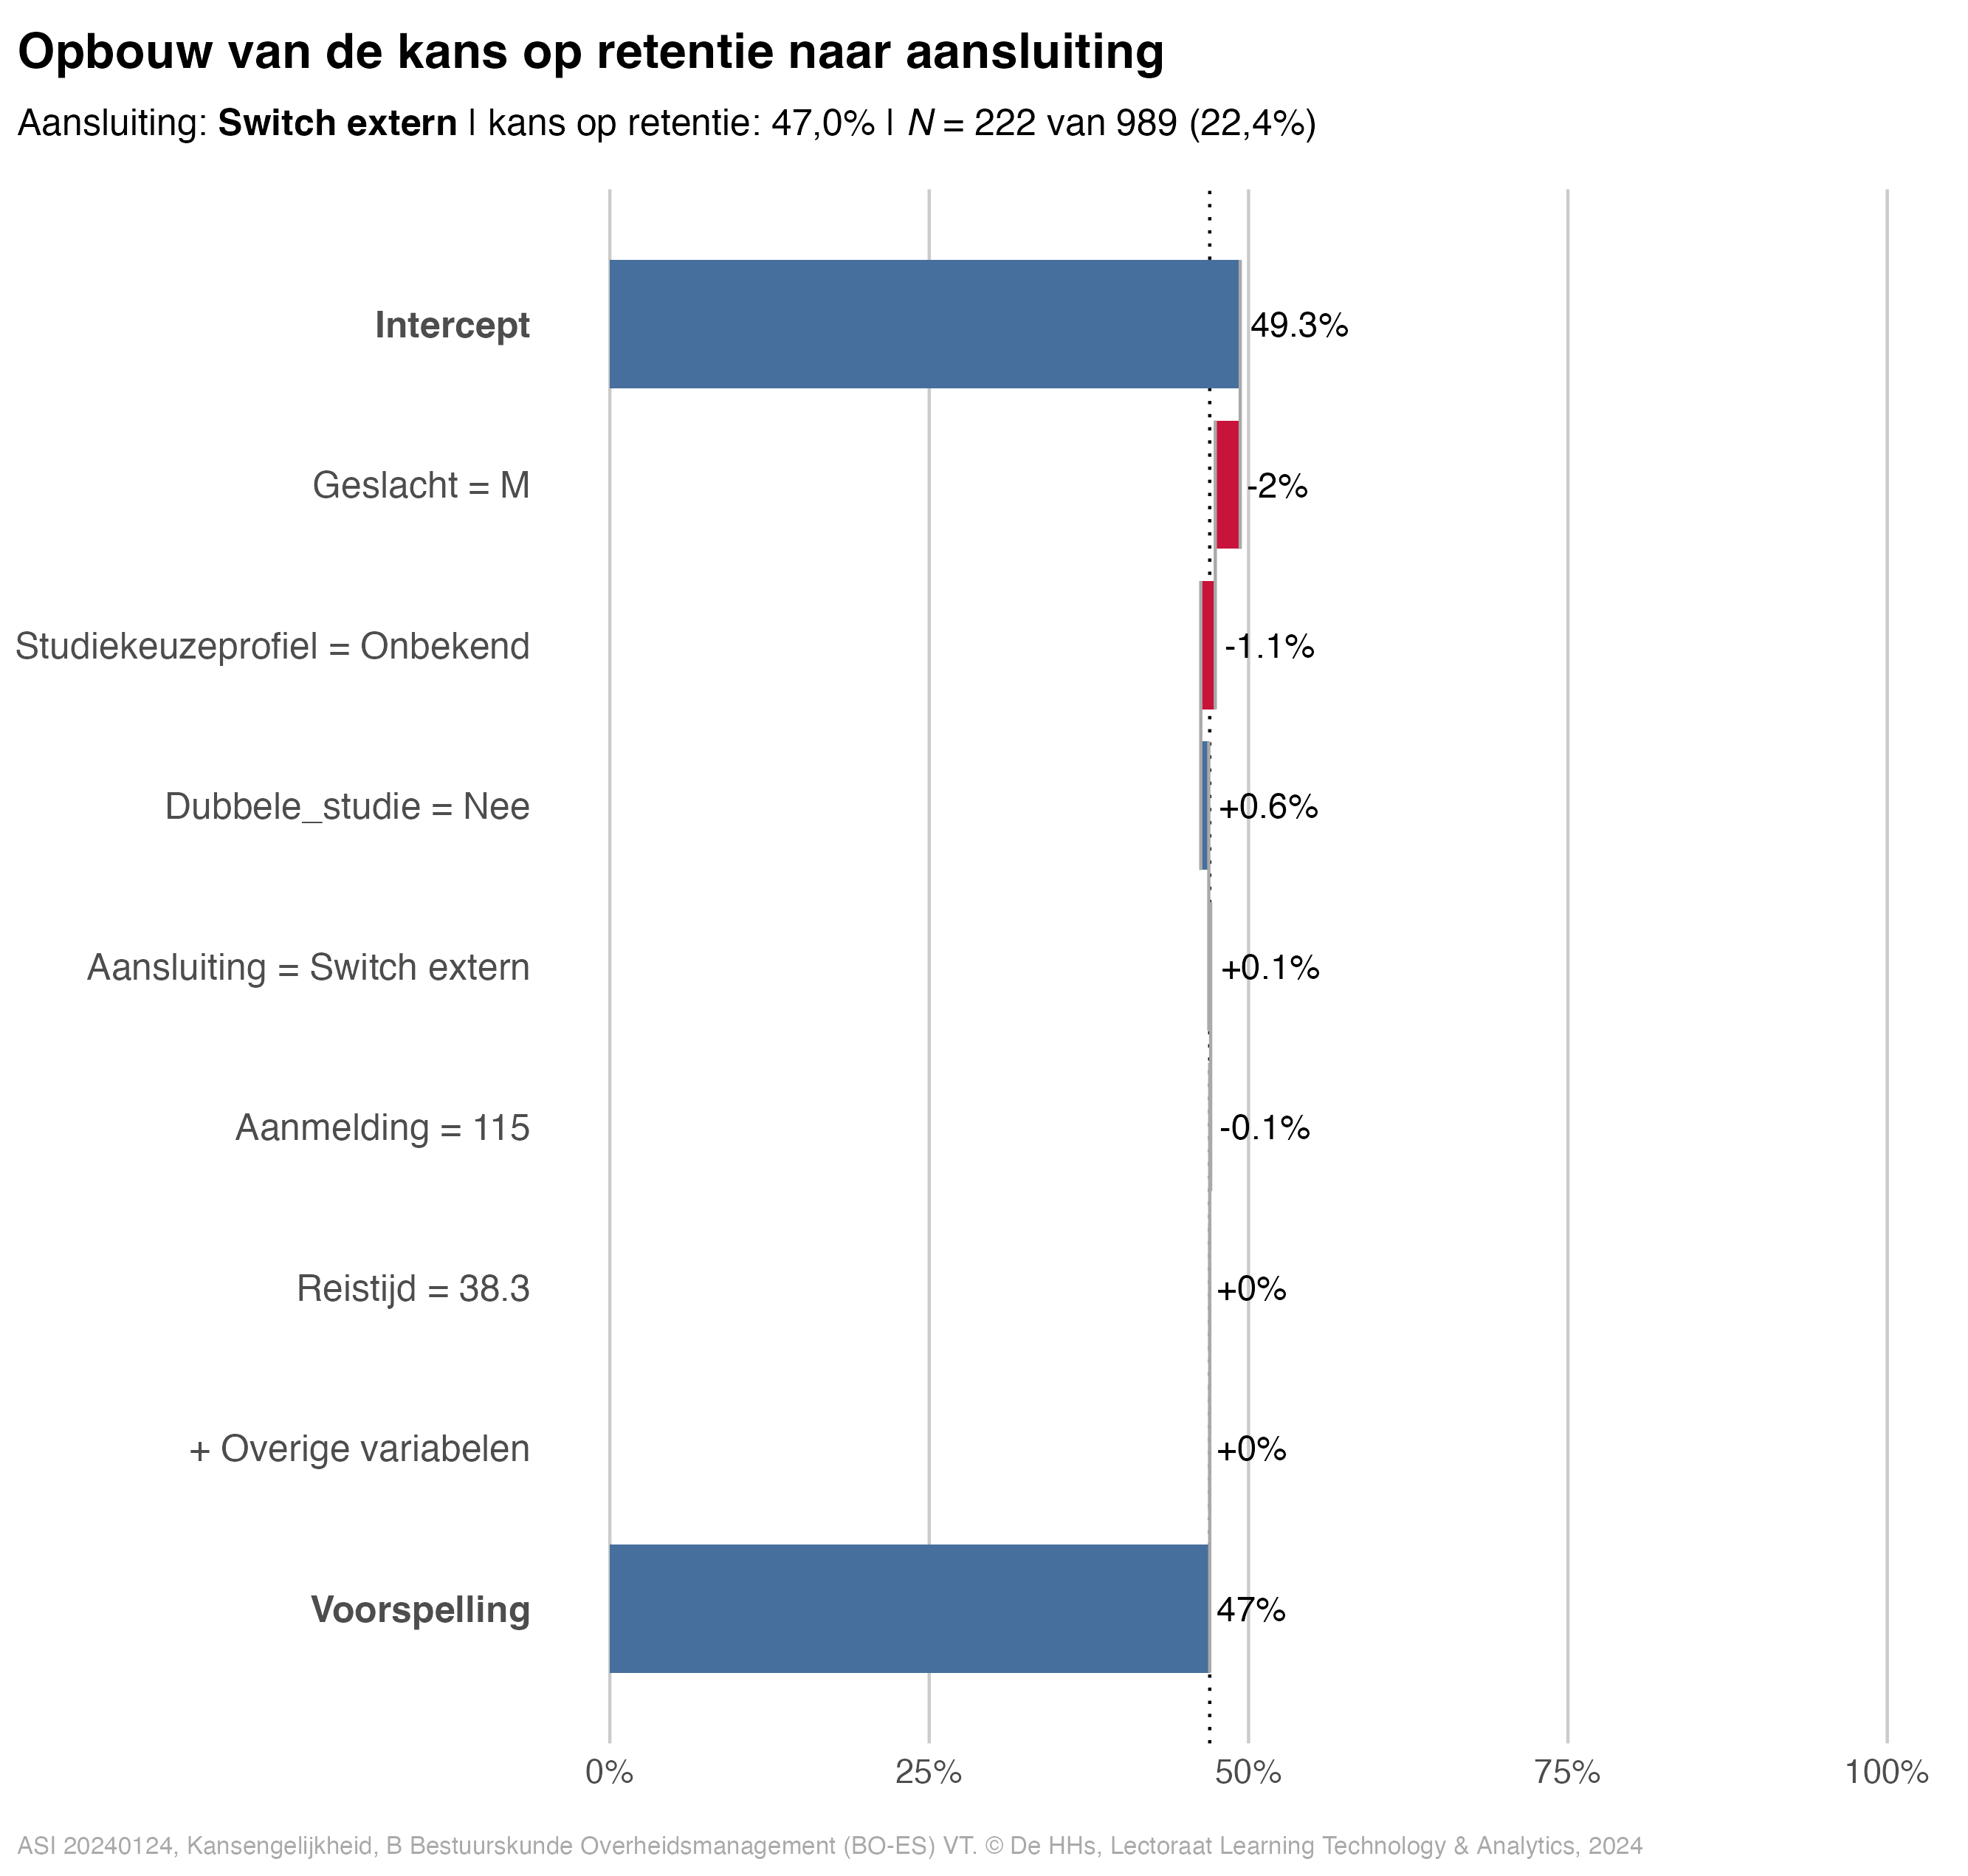 Opbouw van de kans op retentie naar aansluiting
Aansluiting: Switch extern | kans op retentie: 47,0% | N = 222 van 989 (22,4%)
Intercept
49.3%
Geslacht = M
-2%
Studiekeuzeprofiel = Onbekend
-1.1%
Dubbele_studie = Nee
+0.6%
Aansluiting = Switch extern
+0.1%
Aanmelding = 115
-0.1%
Reistijd = 38.3
+0%
+ Overige variabelen
+0%
Voorspelling
47%
0% 25% 50% 75% 100%
ASI 20240124, Kansengelijkheid, B Bestuurskunde Overheidsmanagement (BO-ES) VT. © De HHs, Lectoraat Learning Technology & Analytics, 2024